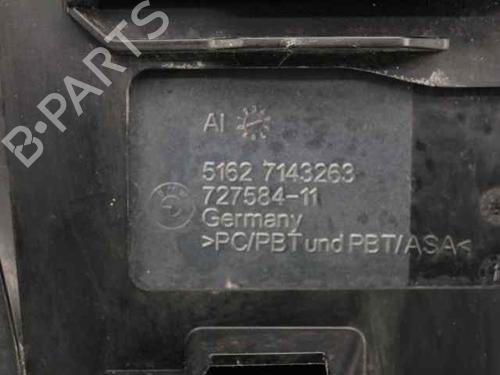 B-PARTS
AI
5162 7143263
727584-11
Germany
>PC/PBT und PBT/ASA<